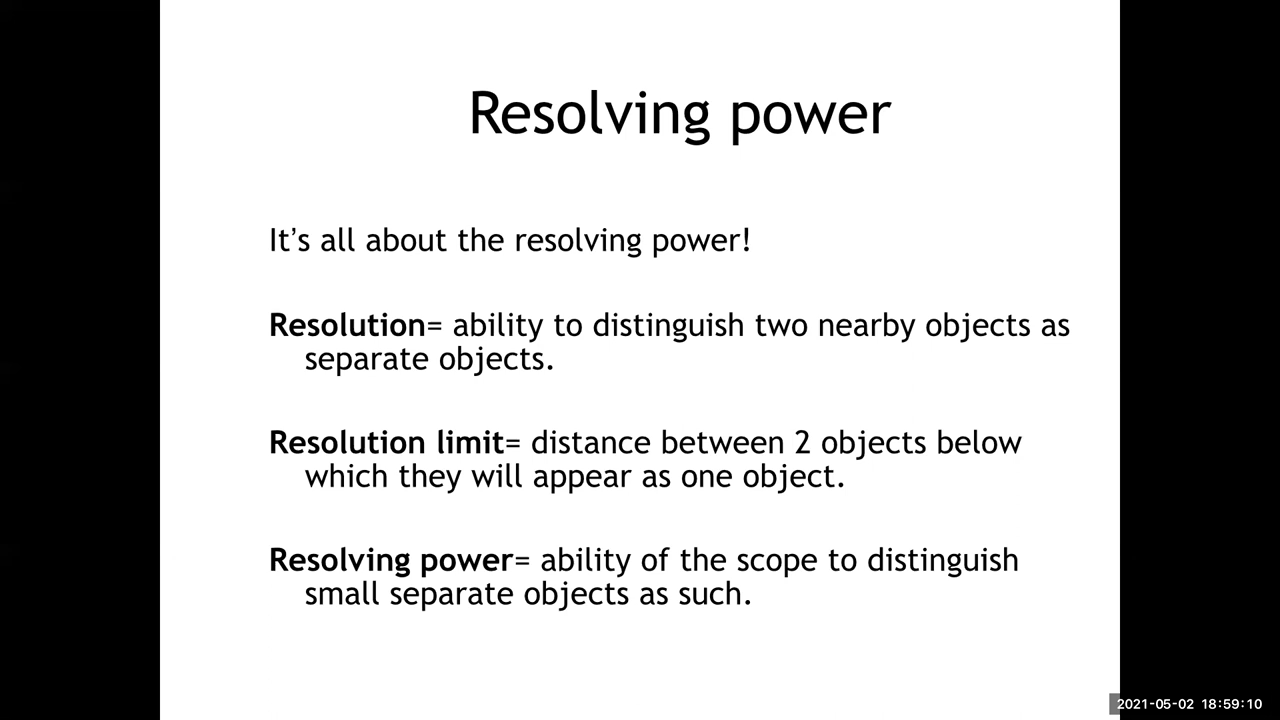 Resolving power
It's all about the resolving power!
Resolution= ability to distinguish two nearby objects as
separate objects.
Resolution limit= distance between 2 objects below
which they will appear as one object.
Resolving power= ability of the scope to distinguish
small separate objects as such.
2021-05-02 18:59:10